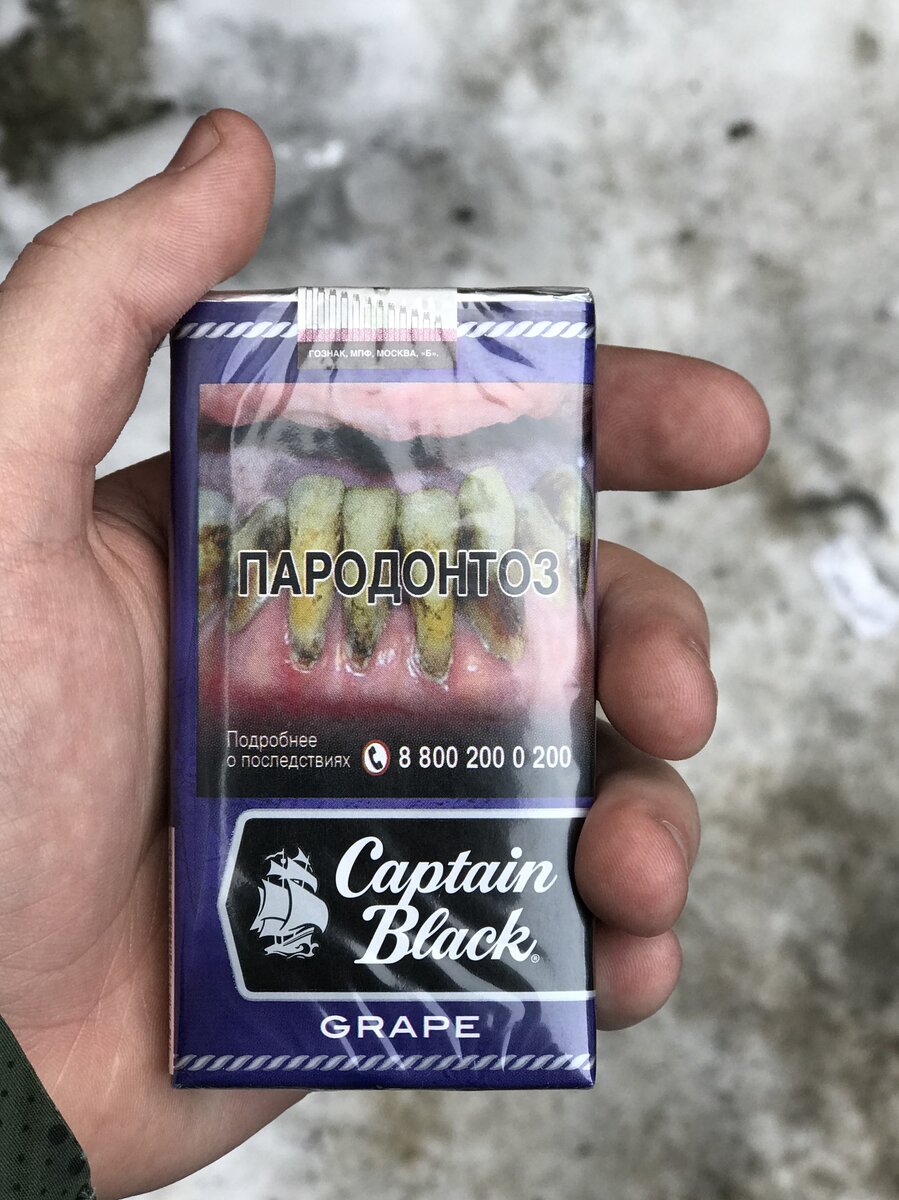 ГОЗНАК, МПФ, МОСКВА, «Б».
ПАРОДОНТОЗ
Подробнее
о последствиях 8 800 200 0 200
Captain
Black®
GRAPE